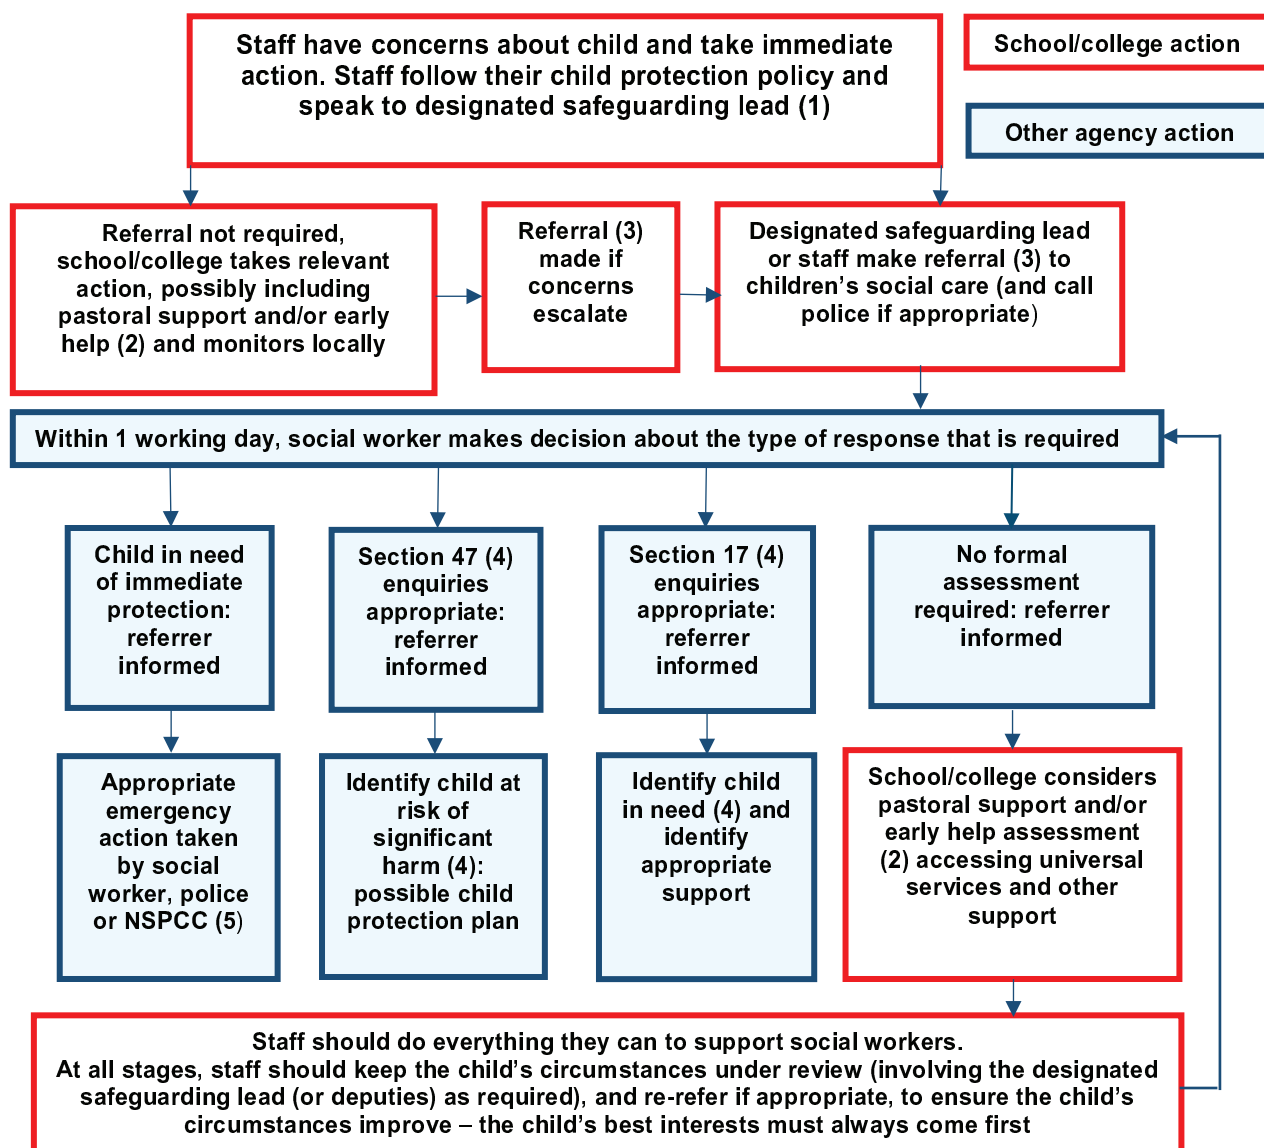 Staff have concerns about child and take immediate
action. Staff follow their child protection policy and
speak to designated safeguarding lead (1)
School/college action
Other agency action
Referral not required,
school/college takes relevant
action, possibly including
pastoral support and/or early
help (2) and monitors locally
Referral (3)
made if
concerns
escalate
Designated safeguarding lead
or staff make referral (3) to
children’s social care (and call
police if appropriate)
Within 1 working day, social worker makes decision about the type of response that is required
Child in need
of immediate
protection:
referrer
informed
Section 47 (4)
enquiries
appropriate:
referrer
informed
Section 17 (4)
enquiries
appropriate:
referrer
informed
No formal
assessment
required: referrer
informed
Appropriate
emergency
action taken
by social
worker, police
or NSPCC (5)
Identify child at
risk of
significant
harm (4):
possible child
protection plan
Identify child
in need (4) and
identify
appropriate
support
School/college considers
pastoral support and/or
early help assessment
(2) accessing universal
services and other
support
Staff should do everything they can to support social workers.
At all stages, staff should keep the child’s circumstances under review (involving the designated
safeguarding lead (or deputies) as required), and re-refer if appropriate, to ensure the child’s
circumstances improve – the child’s best interests must always come first